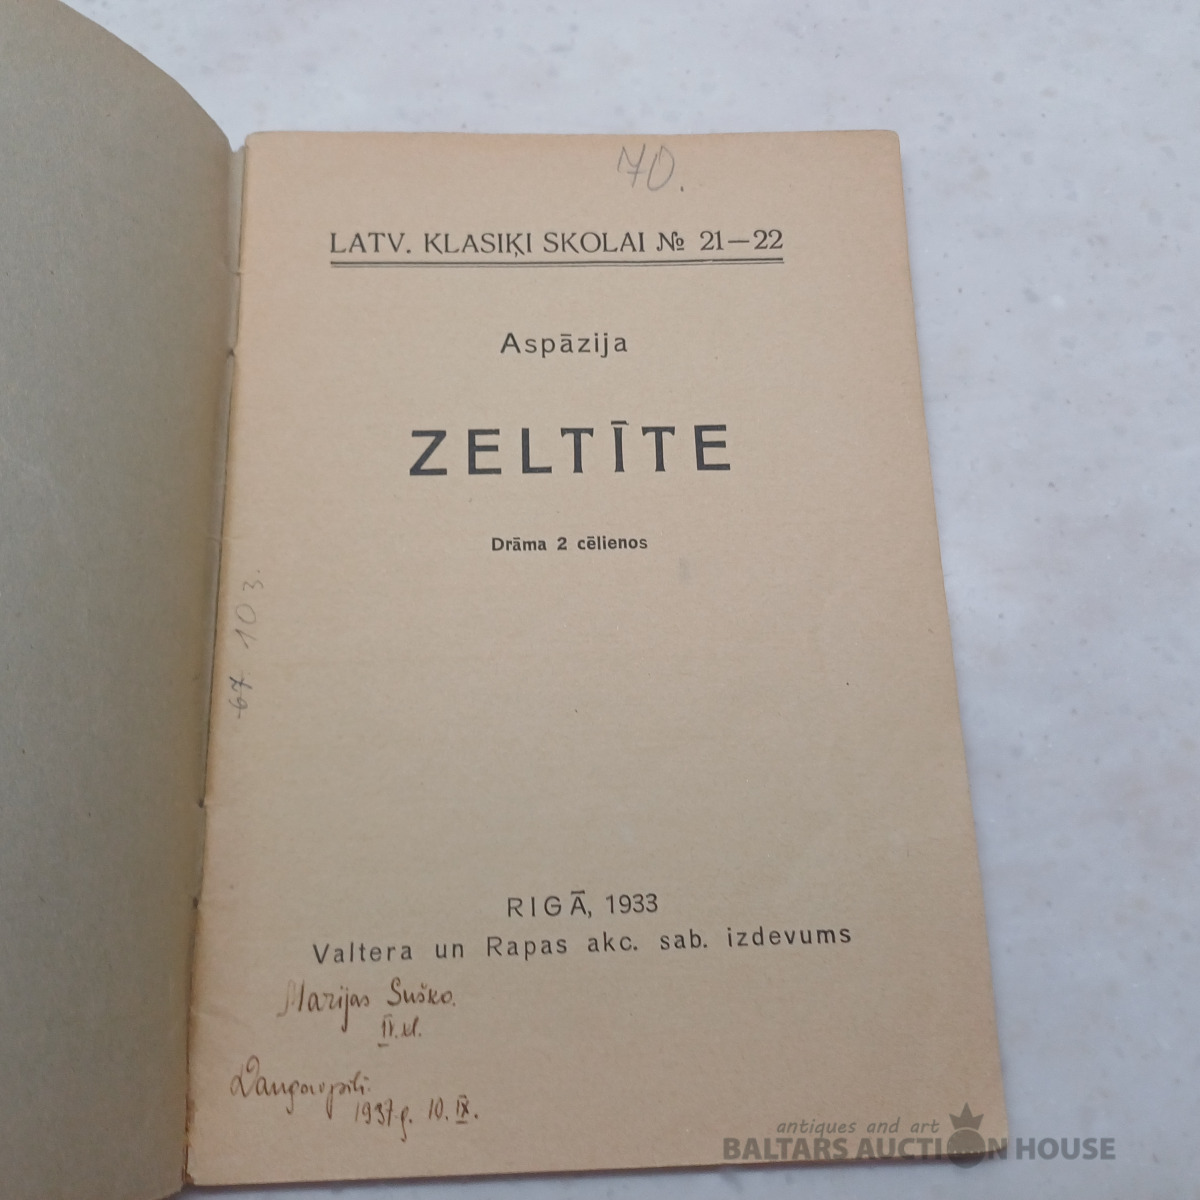 70.
LATV. KLASIĶI SKOLAI № 21—22
Aspāzija
ZELTĪTE
Drāma 2 cēlienos
67 103.
RIGĀ, 1933
Valtera un Rapas akc. sab. izdevums
Marijas Suško.
IV. kl.
Daugavpilī.
1937.g. 10. IX.
antiques and art
BALTARS AUCTION HOUSE